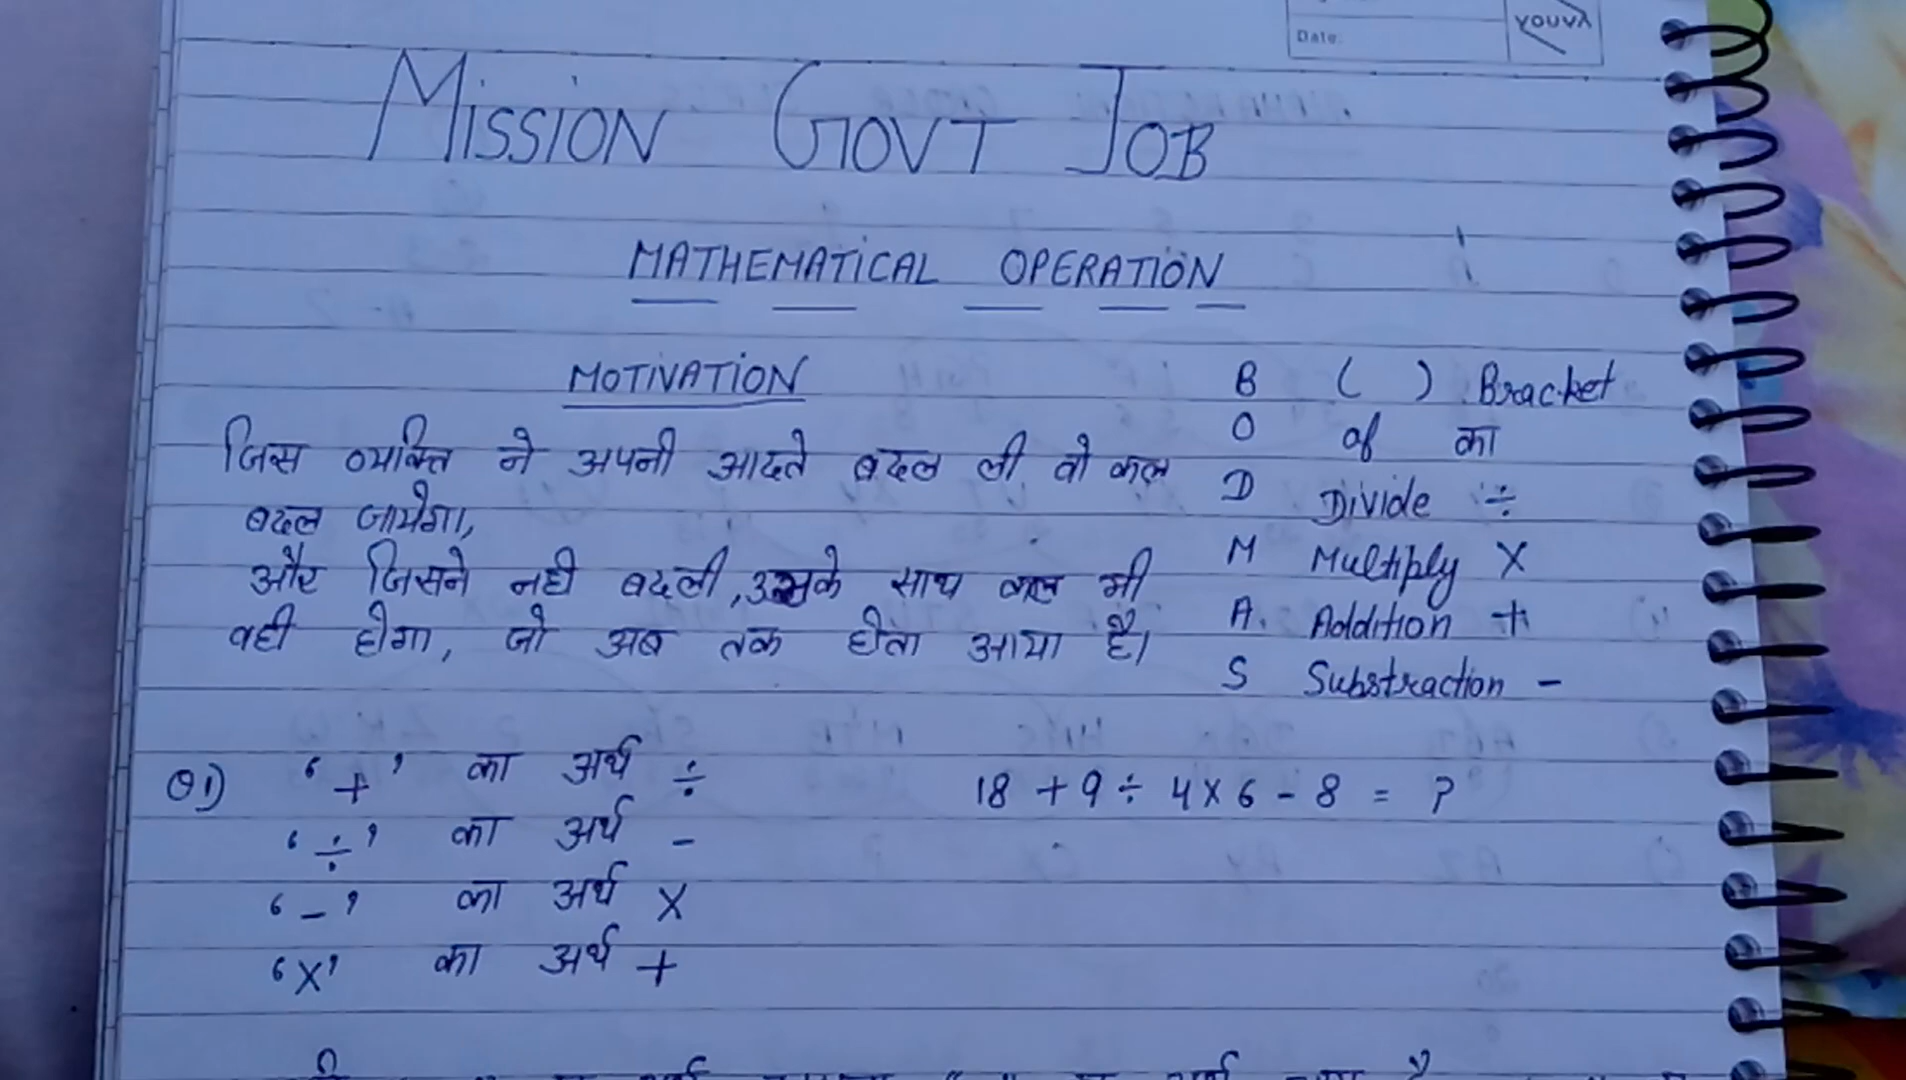 Date:
YOUVA
MISSION GOVT JOB
MATHEMATICAL OPERATION
MOTIVATION
जिस व्यक्ति ने अपनी आदते बदल ली वो कल
बदल जायेगा,
और जिसने नही बदली, उसके साथ कल भी
वही होगा, जो अब तक होता आया है।
B ( ) Bracket
O of का
D Divide ÷
M Multiply X
A. Addition +
S Substraction -
Q1) '+' का अर्थ ÷ 18 + 9 ÷ 4 X 6 - 8 = ?
'÷' का अर्थ -
'-' का अर्थ X
'X' का अर्थ +